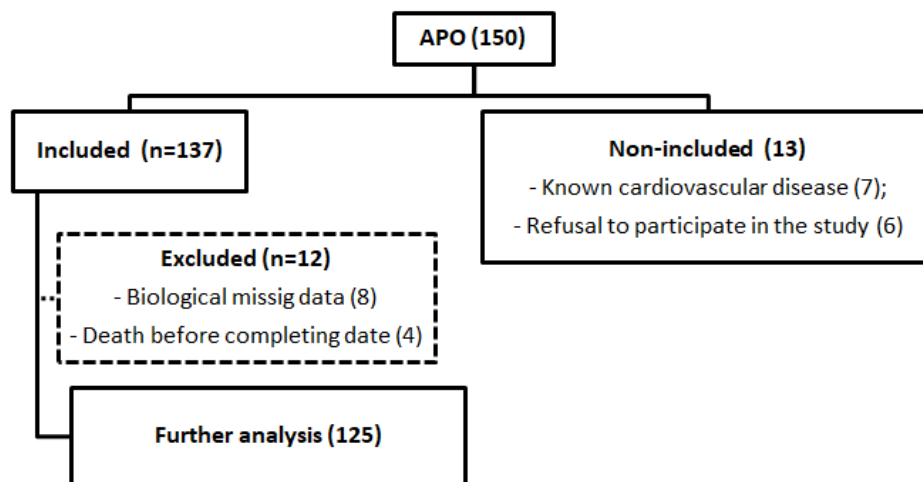 APO (150)
Included (n=137)
Non-included (13)
- Known cardiovascular disease (7);
- Refusal to participate in the study (6)
Excluded (n=12)
- Biological missig data (8)
- Death before completing date (4)
Further analysis (125)